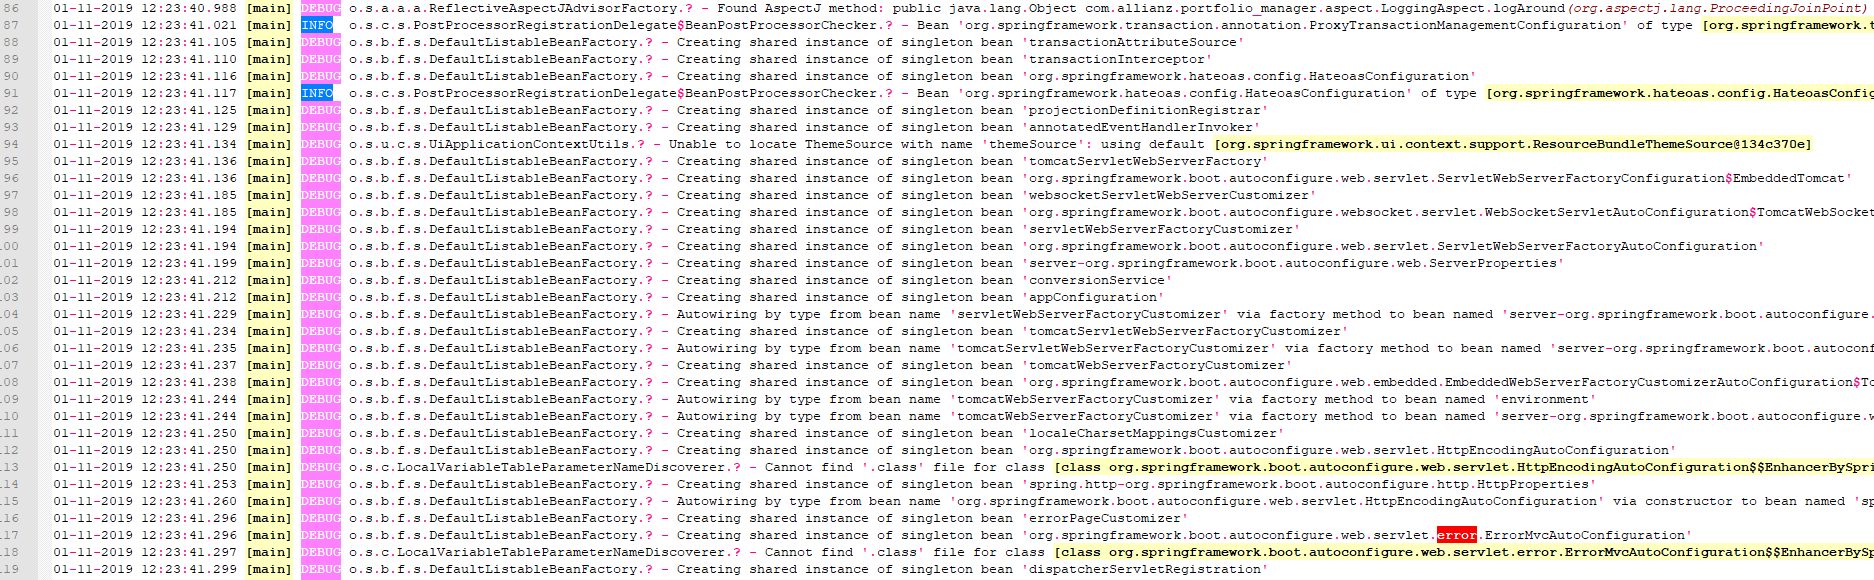 86 01-11-2019 12:23:40.988 [main] DEBUG o.s.a.a.a.ReflectiveAspectJAdvisorFactory.? - Found AspectJ method: public java.lang.Object com.allianz.portfolio_manager.aspect.LoggingAspect.logAround(org.aspectj.lang.ProceedingJoinPoint)
87 01-11-2019 12:23:41.021 [main] INFO o.s.c.s.PostProcessorRegistrationDelegate$BeanPostProcessorChecker.? - Bean 'org.springframework.transaction.annotation.ProxyTransactionManagementConfiguration' of type [org.springframework.t
88 01-11-2019 12:23:41.105 [main] DEBUG o.s.b.f.s.DefaultListableBeanFactory.? - Creating shared instance of singleton bean 'transactionAttributeSource'
89 01-11-2019 12:23:41.110 [main] DEBUG o.s.b.f.s.DefaultListableBeanFactory.? - Creating shared instance of singleton bean 'transactionInterceptor'
90 01-11-2019 12:23:41.116 [main] DEBUG o.s.b.f.s.DefaultListableBeanFactory.? - Creating shared instance of singleton bean 'org.springframework.hateoas.config.HateoasConfiguration'
91 01-11-2019 12:23:41.117 [main] INFO o.s.c.s.PostProcessorRegistrationDelegate$BeanPostProcessorChecker.? - Bean 'org.springframework.hateoas.config.HateoasConfiguration' of type [org.springframework.hateoas.config.HateoasConfig
92 01-11-2019 12:23:41.125 [main] DEBUG o.s.b.f.s.DefaultListableBeanFactory.? - Creating shared instance of singleton bean 'projectionDefinitionRegistrar'
93 01-11-2019 12:23:41.129 [main] DEBUG o.s.b.f.s.DefaultListableBeanFactory.? - Creating shared instance of singleton bean 'annotatedEventHandlerInvoker'
94 01-11-2019 12:23:41.134 [main] DEBUG o.s.u.c.s.UiApplicationContextUtils.? - Unable to locate ThemeSource with name 'themeSource': using default [org.springframework.ui.context.support.ResourceBundleThemeSource@134c370e]
95 01-11-2019 12:23:41.136 [main] DEBUG o.s.b.f.s.DefaultListableBeanFactory.? - Creating shared instance of singleton bean 'tomcatServletWebServerFactory'
96 01-11-2019 12:23:41.136 [main] DEBUG o.s.b.f.s.DefaultListableBeanFactory.? - Creating shared instance of singleton bean 'org.springframework.boot.autoconfigure.web.servlet.ServletWebServerFactoryConfiguration$EmbeddedTomcat'
97 01-11-2019 12:23:41.185 [main] DEBUG o.s.b.f.s.DefaultListableBeanFactory.? - Creating shared instance of singleton bean 'websocketServletWebServerCustomizer'
98 01-11-2019 12:23:41.185 [main] DEBUG o.s.b.f.s.DefaultListableBeanFactory.? - Creating shared instance of singleton bean 'org.springframework.boot.autoconfigure.websocket.servlet.WebSocketServletAutoConfiguration$TomcatWebSocket
99 01-11-2019 12:23:41.194 [main] DEBUG o.s.b.f.s.DefaultListableBeanFactory.? - Creating shared instance of singleton bean 'servletWebServerFactoryCustomizer'
100 01-11-2019 12:23:41.194 [main] DEBUG o.s.b.f.s.DefaultListableBeanFactory.? - Creating shared instance of singleton bean 'org.springframework.boot.autoconfigure.web.servlet.ServletWebServerFactoryAutoConfiguration'
101 01-11-2019 12:23:41.199 [main] DEBUG o.s.b.f.s.DefaultListableBeanFactory.? - Creating shared instance of singleton bean 'server-org.springframework.boot.autoconfigure.web.ServerProperties'
102 01-11-2019 12:23:41.212 [main] DEBUG o.s.b.f.s.DefaultListableBeanFactory.? - Creating shared instance of singleton bean 'conversionService'
103 01-11-2019 12:23:41.212 [main] DEBUG o.s.b.f.s.DefaultListableBeanFactory.? - Creating shared instance of singleton bean 'appConfiguration'
104 01-11-2019 12:23:41.229 [main] DEBUG o.s.b.f.s.DefaultListableBeanFactory.? - Autowiring by type from bean name 'servletWebServerFactoryCustomizer' via factory method to bean named 'server-org.springframework.boot.autoconfigure.
105 01-11-2019 12:23:41.234 [main] DEBUG o.s.b.f.s.DefaultListableBeanFactory.? - Creating shared instance of singleton bean 'tomcatServletWebServerFactoryCustomizer'
106 01-11-2019 12:23:41.235 [main] DEBUG o.s.b.f.s.DefaultListableBeanFactory.? - Autowiring by type from bean name 'tomcatServletWebServerFactoryCustomizer' via factory method to bean named 'server-org.springframework.boot.autoconf
107 01-11-2019 12:23:41.237 [main] DEBUG o.s.b.f.s.DefaultListableBeanFactory.? - Creating shared instance of singleton bean 'tomcatWebServerFactoryCustomizer'
108 01-11-2019 12:23:41.238 [main] DEBUG o.s.b.f.s.DefaultListableBeanFactory.? - Creating shared instance of singleton bean 'org.springframework.boot.autoconfigure.web.embedded.EmbeddedWebServerFactoryCustomizerAutoConfiguration$To
109 01-11-2019 12:23:41.244 [main] DEBUG o.s.b.f.s.DefaultListableBeanFactory.? - Autowiring by type from bean name 'tomcatWebServerFactoryCustomizer' via factory method to bean named 'environment'
110 01-11-2019 12:23:41.244 [main] DEBUG o.s.b.f.s.DefaultListableBeanFactory.? - Autowiring by type from bean name 'tomcatWebServerFactoryCustomizer' via factory method to bean named 'server-org.springframework.boot.autoconfigure.w
111 01-11-2019 12:23:41.250 [main] DEBUG o.s.b.f.s.DefaultListableBeanFactory.? - Creating shared instance of singleton bean 'localeCharsetMappingsCustomizer'
112 01-11-2019 12:23:41.250 [main] DEBUG o.s.b.f.s.DefaultListableBeanFactory.? - Creating shared instance of singleton bean 'org.springframework.boot.autoconfigure.web.servlet.HttpEncodingAutoConfiguration'
113 01-11-2019 12:23:41.250 [main] DEBUG o.s.c.LocalVariableTableParameterNameDiscoverer.? - Cannot find '.class' file for class [class org.springframework.boot.autoconfigure.web.servlet.HttpEncodingAutoConfiguration$$EnhancerBySpri
114 01-11-2019 12:23:41.253 [main] DEBUG o.s.b.f.s.DefaultListableBeanFactory.? - Creating shared instance of singleton bean 'spring.http-org.springframework.boot.autoconfigure.http.HttpProperties'
115 01-11-2019 12:23:41.260 [main] DEBUG o.s.b.f.s.DefaultListableBeanFactory.? - Autowiring by type from bean name 'org.springframework.boot.autoconfigure.web.servlet.HttpEncodingAutoConfiguration' via constructor to bean named 'sp
116 01-11-2019 12:23:41.296 [main] DEBUG o.s.b.f.s.DefaultListableBeanFactory.? - Creating shared instance of singleton bean 'errorPageCustomizer'
117 01-11-2019 12:23:41.296 [main] DEBUG o.s.b.f.s.DefaultListableBeanFactory.? - Creating shared instance of singleton bean 'org.springframework.boot.autoconfigure.web.servlet.error.ErrorMvcAutoConfiguration'
118 01-11-2019 12:23:41.297 [main] DEBUG o.s.c.LocalVariableTableParameterNameDiscoverer.? - Cannot find '.class' file for class [class org.springframework.boot.autoconfigure.web.servlet.error.ErrorMvcAutoConfiguration$$EnhancerBySp
119 01-11-2019 12:23:41.299 [main] DEBUG o.s.b.f.s.DefaultListableBeanFactory.? - Creating shared instance of singleton bean 'dispatcherServletRegistration'